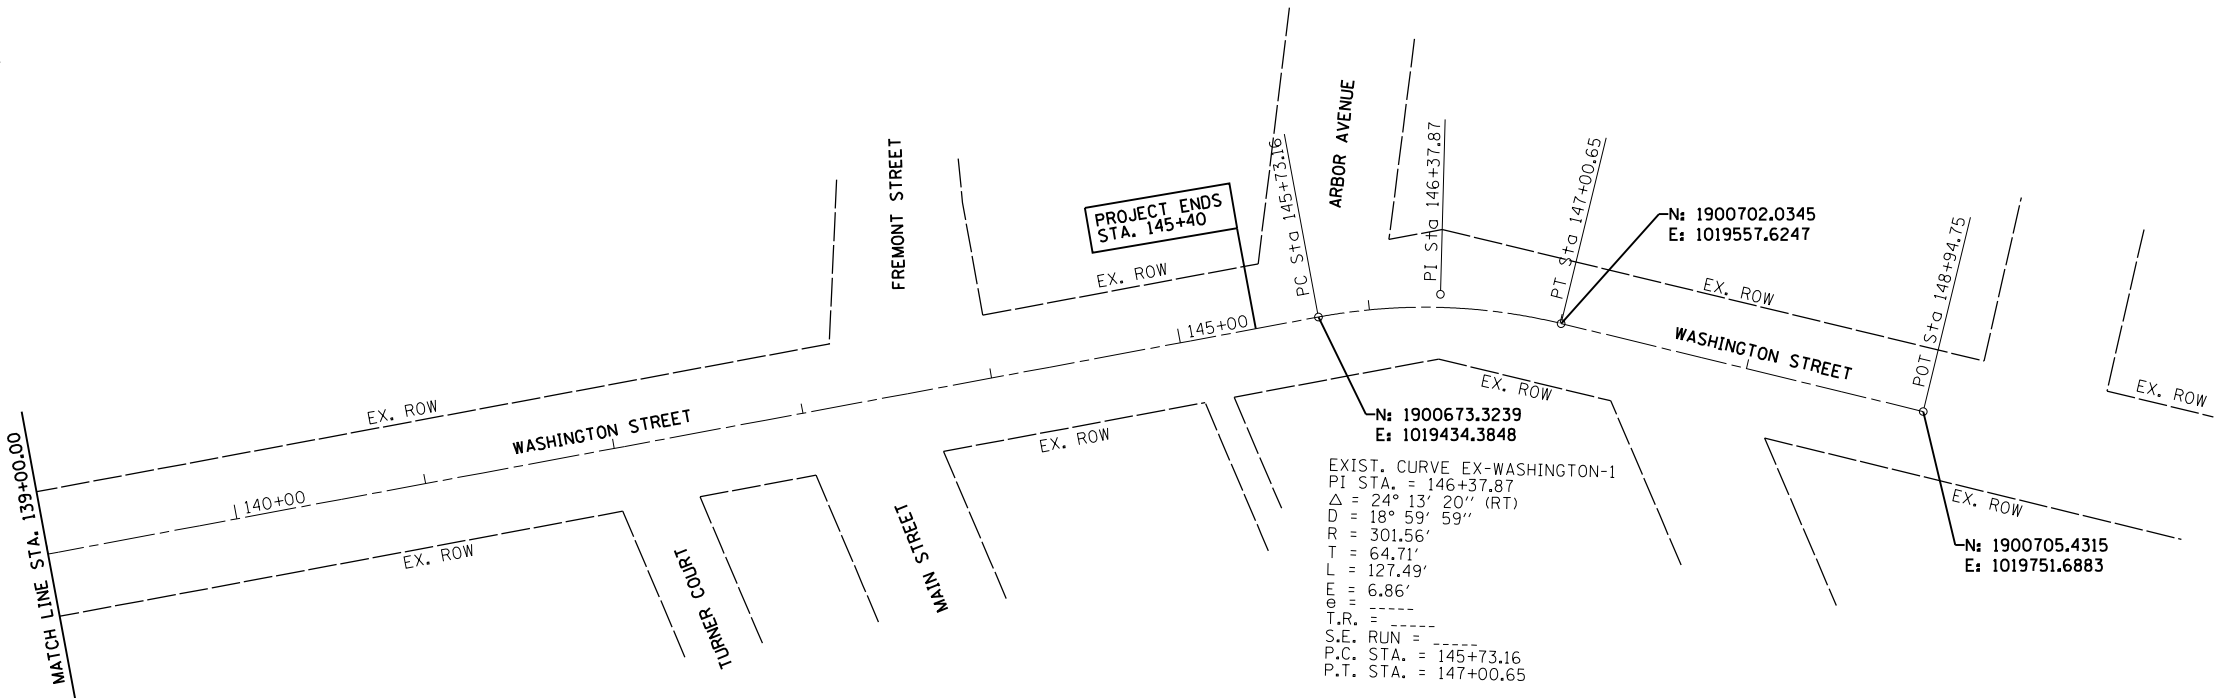 MATCH LINE STA. 139+00.00
EX. ROW
140+00
EX. ROW
WASHINGTON STREET
TURNER COURT
MAIN STREET
FREMONT STREET
PROJECT ENDS
STA. 145+40
EX. ROW
145+00
EX. ROW
PC Sta 145+73.16
ARBOR AVENUE
PI Sta 146+37.87
PT Sta 147+00.65
N: 1900702.0345
E: 1019557.6247
EX. ROW
WASHINGTON STREET
POT Sta 148+94.75
EX. ROW
EX. ROW
N: 1900673.3239
E: 1019434.3848
EX. ROW
N: 1900705.4315
E: 1019751.6883
EXIST. CURVE EX-WASHINGTON-1
PI STA. = 146+37.87
△ = 24° 13' 20'' (RT)
D = 18° 59' 59''
R = 301.56'
T = 64.71'
L = 127.49'
E = 6.86'
e = -----
T.R. = -----
S.E. RUN = -----
P.C. STA. = 145+73.16
P.T. STA. = 147+00.65